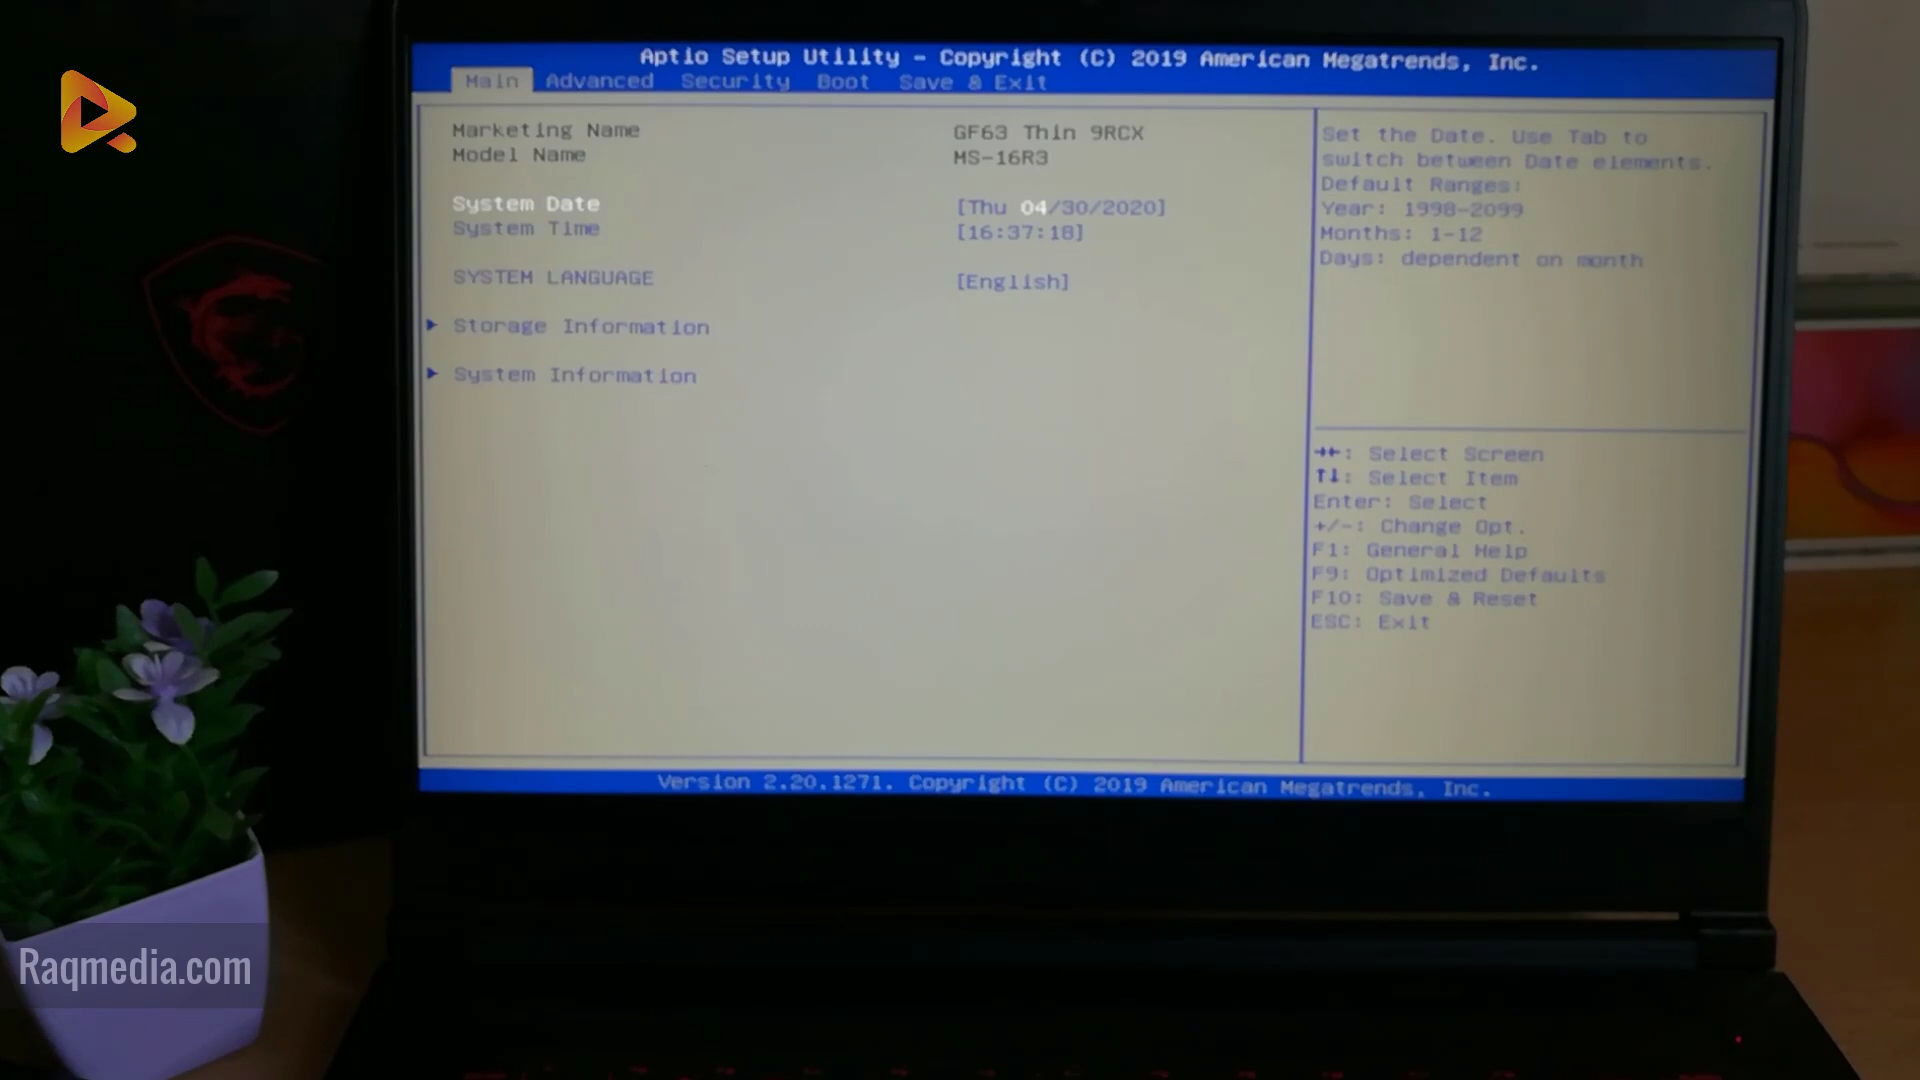 Aptio Setup Utility - Copyright (C) 2019 American Megatrends, Inc.
Main Advanced Security Boot Save & Exit
Marketing Name GF63 Thin 9RCX
Model Name MS-16R3
System Date [Thu 04/30/2020]
System Time [16:37:18]
SYSTEM LANGUAGE [English]
Storage Information
System Information
Set the Date. Use Tab to
switch between Date elements.
Default Ranges:
Year: 1998-2099
Months: 1-12
Days: dependent on month
→←: Select Screen
↑↓: Select Item
Enter: Select
+/-: Change Opt.
F1: General Help
F9: Optimized Defaults
F10: Save & Reset
ESC: Exit
Version 2.20.1271. Copyright (C) 2019 American Megatrends, Inc.
Raqmedia.com